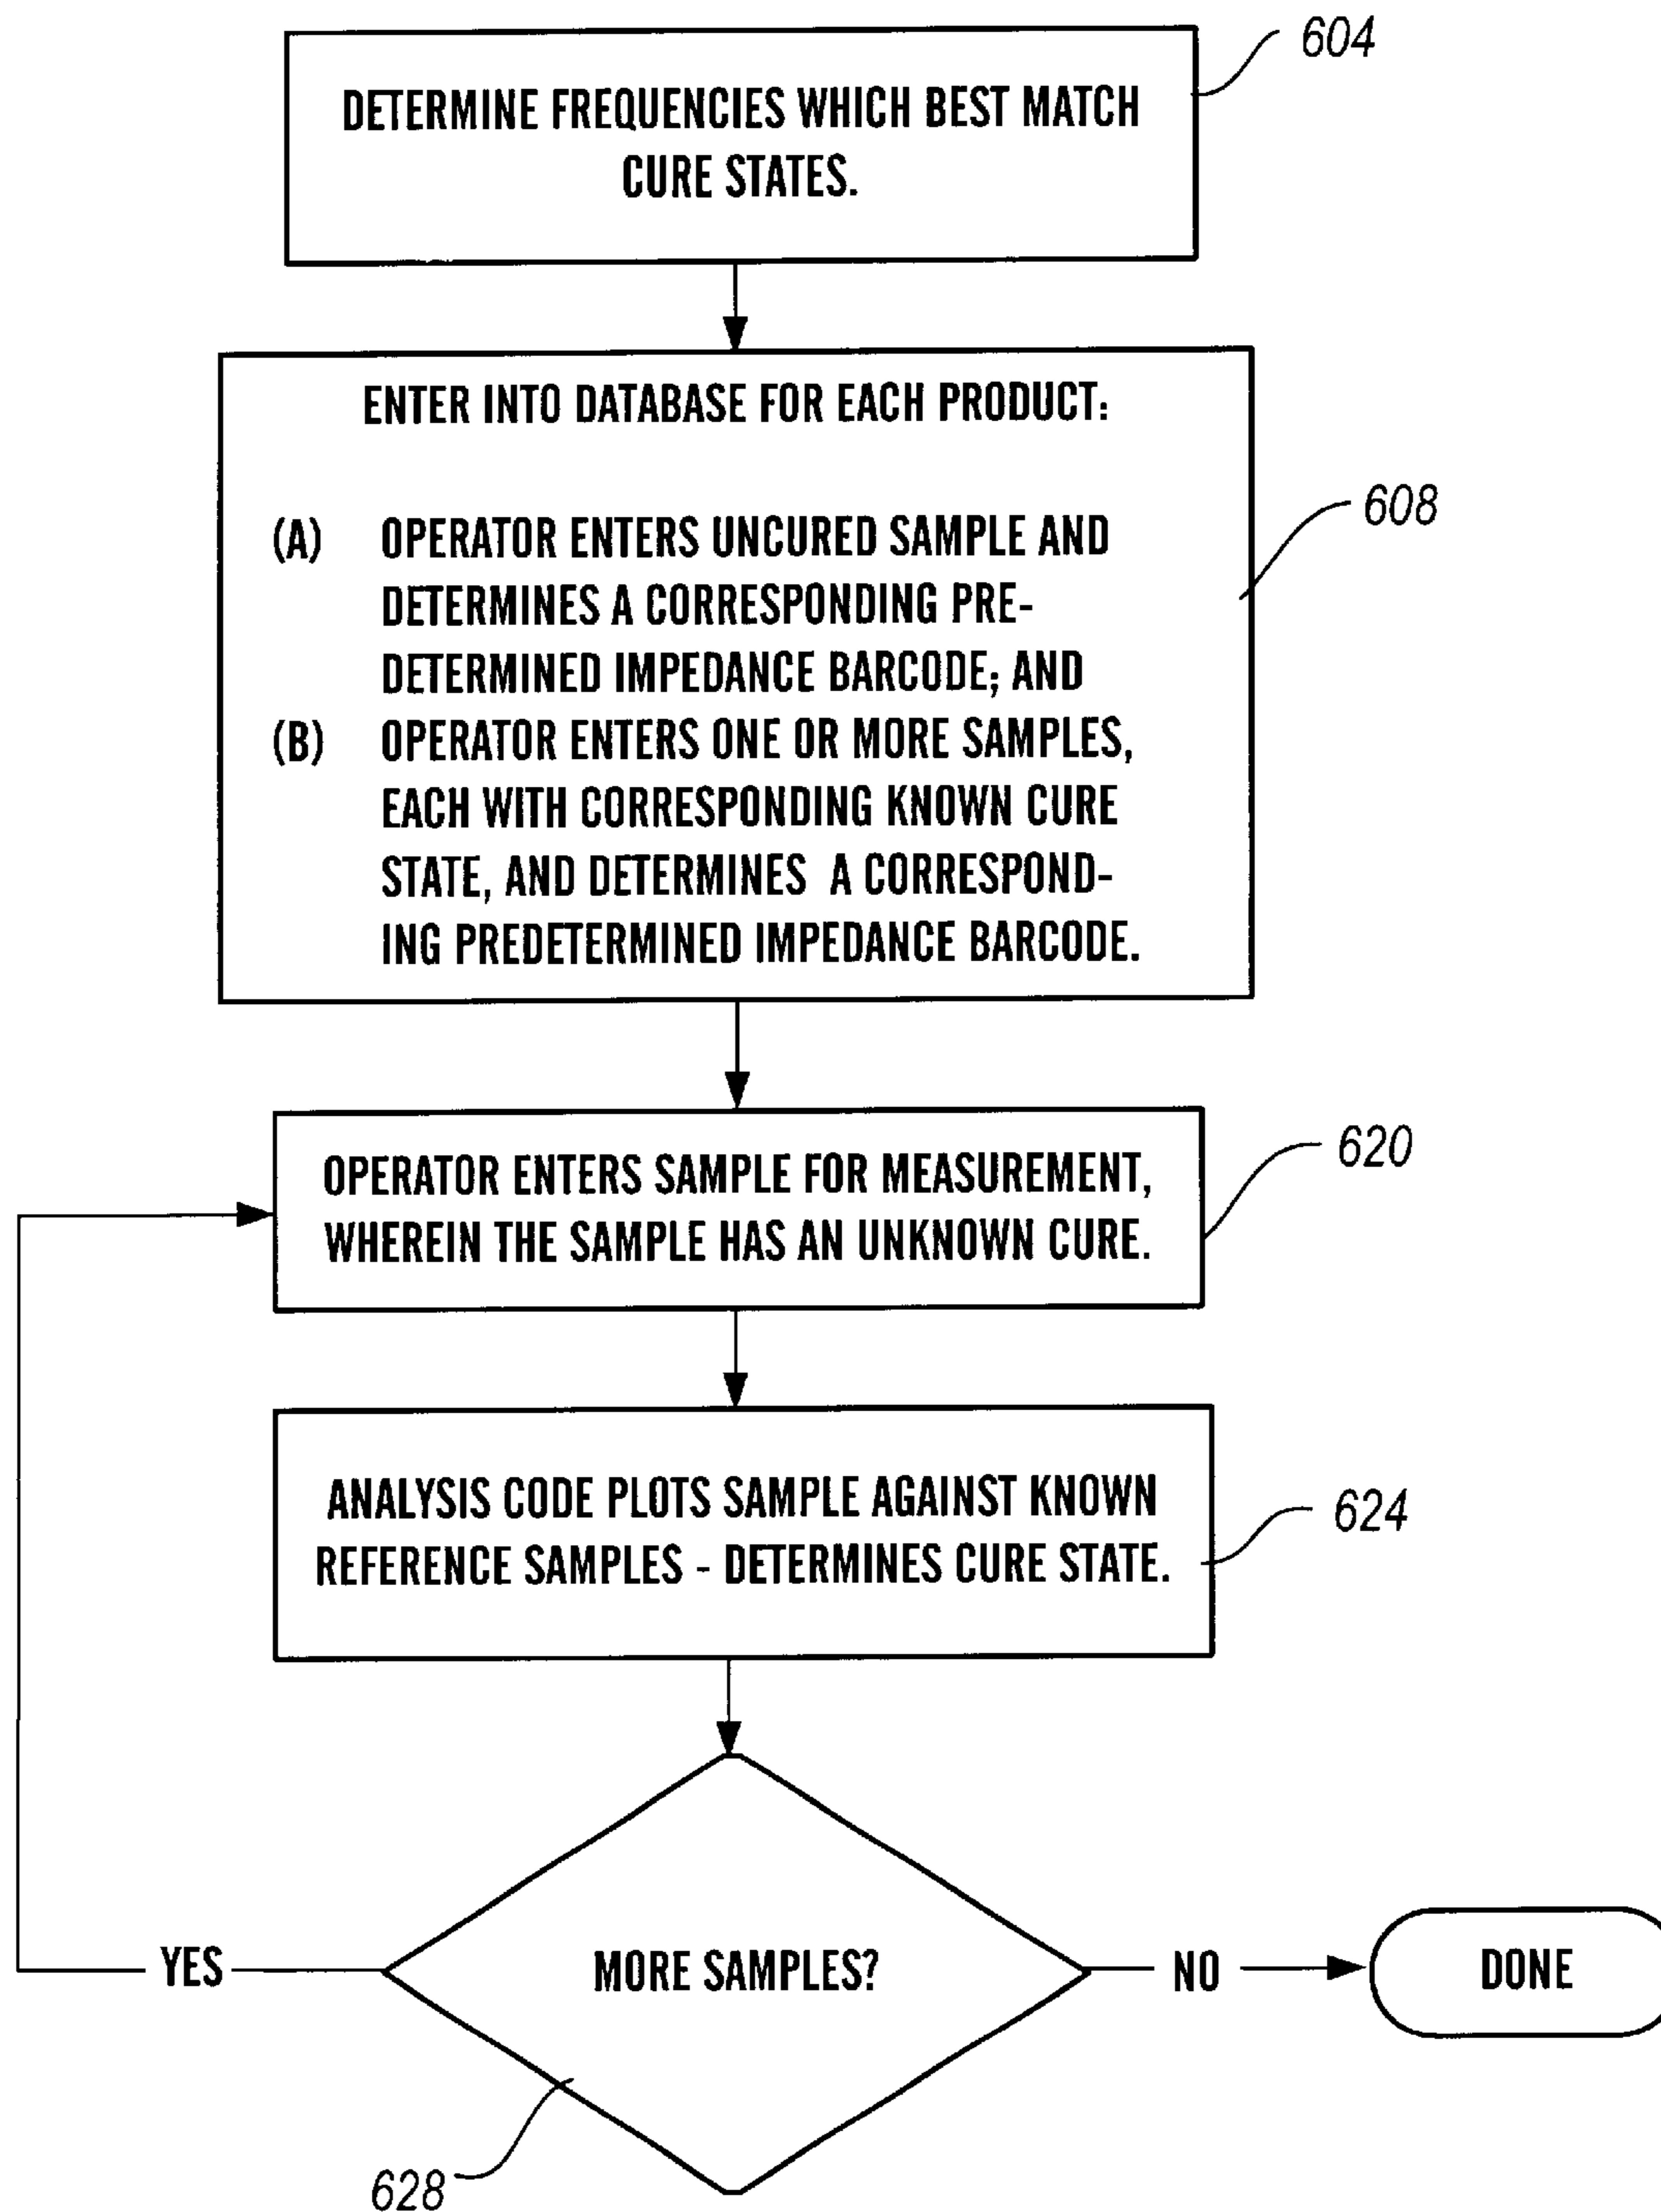 604
DETERMINE FREQUENCIES WHICH BEST MATCH
CURE STATES.
ENTER INTO DATABASE FOR EACH PRODUCT:
608
(A) OPERATOR ENTERS UNCURED SAMPLE AND
DETERMINES A CORRESPONDING PRE-
DETERMINED IMPEDANCE BARCODE; AND
(B) OPERATOR ENTERS ONE OR MORE SAMPLES,
EACH WITH CORRESPONDING KNOWN CURE
STATE, AND DETERMINES A CORRESPOND-
ING PREDETERMINED IMPEDANCE BARCODE.
620
OPERATOR ENTERS SAMPLE FOR MEASUREMENT,
WHEREIN THE SAMPLE HAS AN UNKNOWN CURE.
624
ANALYSIS CODE PLOTS SAMPLE AGAINST KNOWN
REFERENCE SAMPLES - DETERMINES CURE STATE.
YES
MORE SAMPLES?
NO
DONE
628